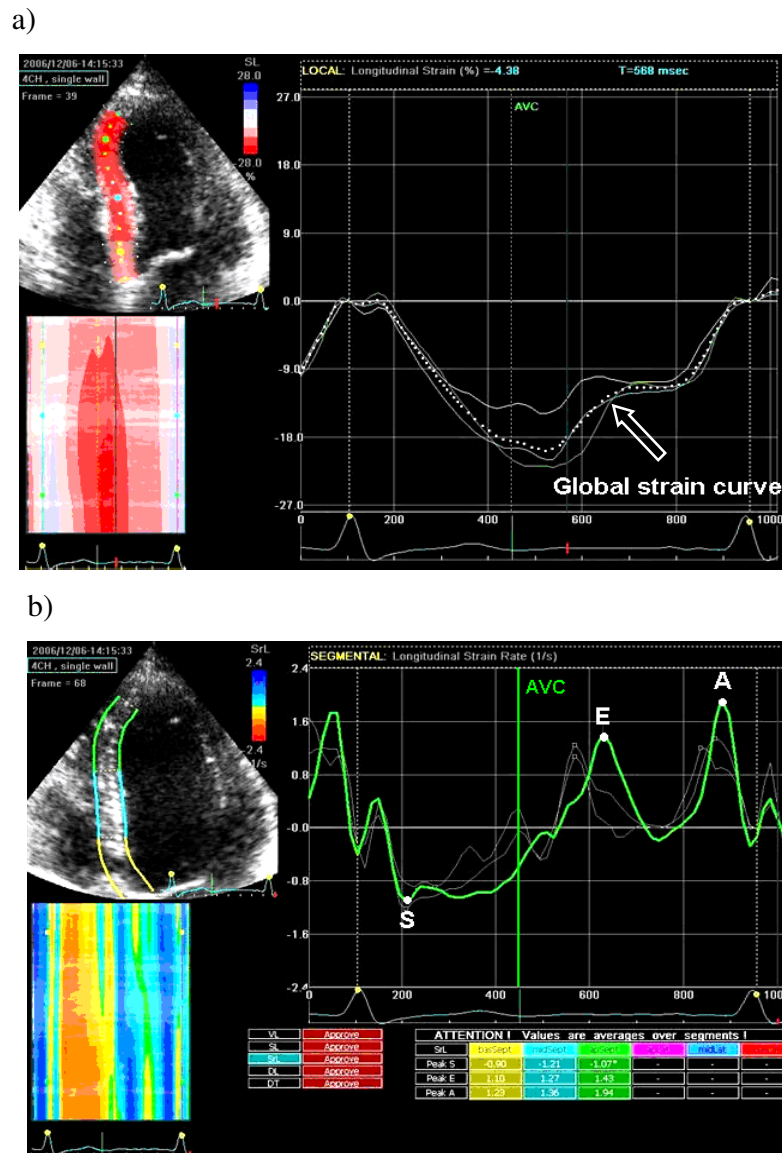 a)
2006/12/06-14:15:33
4CH , single wall
Frame = 39
SL
28.0
-28.0
%
LOCAL: Longitudinal Strain (%) =-4.38 T=568 msec
AVC
27.0
18.0
9.0
0.0
-9.0
-18.0
-27.0
Global strain curve
0 200 400 600 800 1000
b)
2006/12/06-14:15:33
4CH , single wall
Frame = 68
SrL
2.4
-2.4
1/s
SEGMENTAL: Longitudinal Strain Rate (1/s)
AVC
E
A
S
2.4
1.6
0.8
-0.0
-0.8
-1.6
-2.4
0 200 400 600 800
VL Approve
SL Approve
SrL Approve
DL Approve
DT Approve
ATTENTION ! Values are averages over segments !
SrL basSept midSept apSept midLat
Peak S -0.90 -1.21 -1.07* - - -
Peak E 1.10 1.27 1.43 - - -
Peak A 1.23 1.36 1.94 - - -